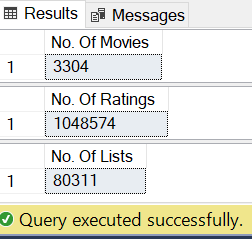 Results Messages
No. Of Movies
1 3304
No. Of Ratings
1 1048574
No. Of Lists
1 80311
Query executed successfully.